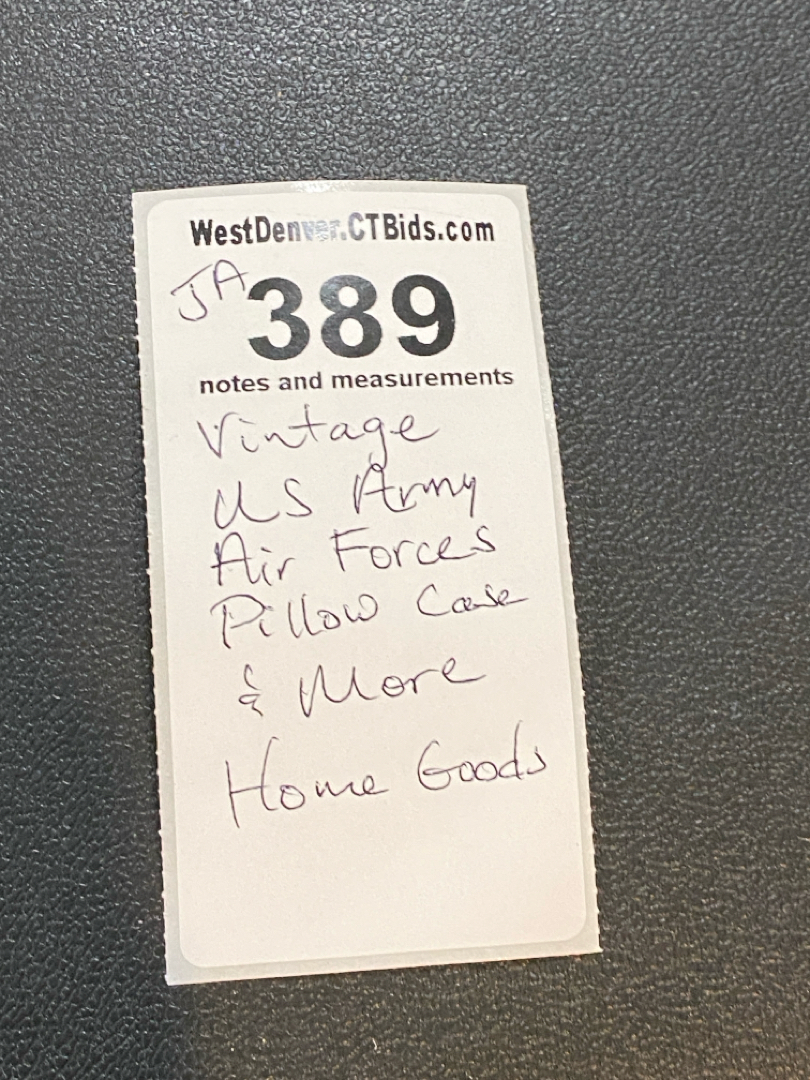 WestDenver.CTBids.com
JA 389
notes and measurements
Vintage
US Army
Air Forces
Pillow Case
& More
Home Goods